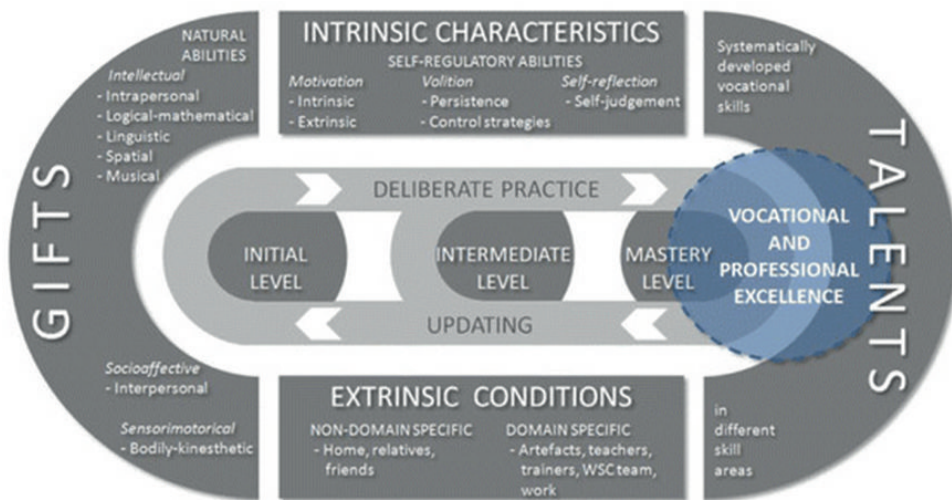 GIFTS
NATURAL
ABILITIES
Intellectual
- Intrapersonal
- Logical-mathematical
- Linguistic
- Spatial
- Musical
Socioaffective
- Interpersonal
Sensorimotorical
- Bodily-kinesthetic
INTRINSIC CHARACTERISTICS
SELF-REGULATORY ABILITIES
Motivation
- Intrinsic
- Extrinsic
Volition
- Persistence
- Control strategies
Self-reflection
- Self-judgement
DELIBERATE PRACTICE
INITIAL
LEVEL
INTERMEDIATE
LEVEL
MASTERY
LEVEL
VOCATIONAL
AND
PROFESSIONAL
EXCELLENCE
UPDATING
EXTRINSIC CONDITIONS
NON-DOMAIN SPECIFIC
- Home, relatives,
friends
DOMAIN SPECIFIC
- Artefacts, teachers,
trainers, WSC team,
work
Systematically
developed
vocational
skills
TALENTS
in
different
skill
areas